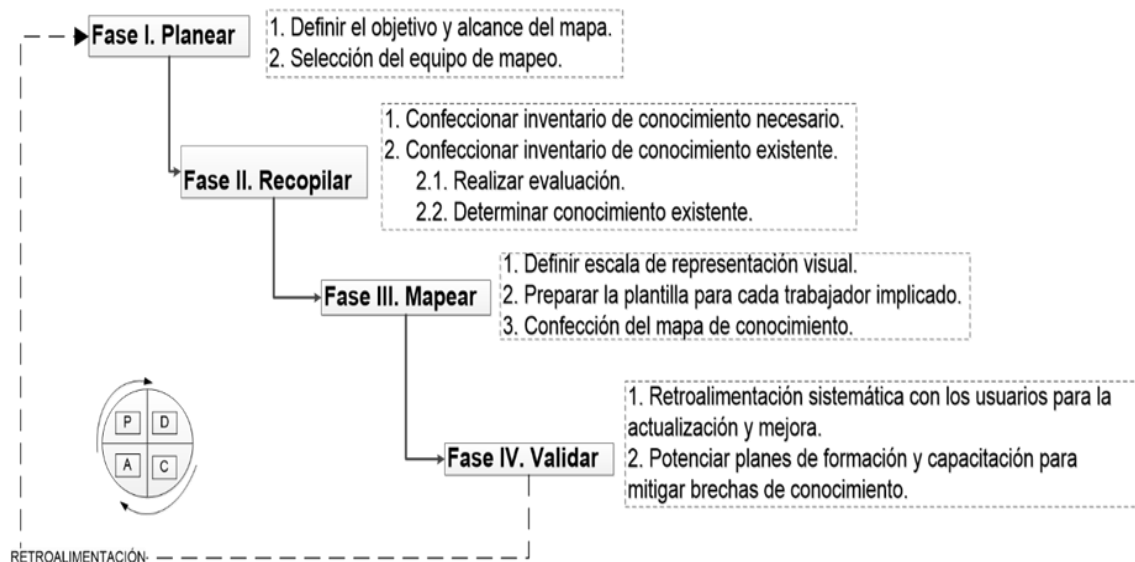 Fase I. Planear
1. Definir el objetivo y alcance del mapa.
2. Selección del equipo de mapeo.
Fase II. Recopilar
1. Confeccionar inventario de conocimiento necesario.
2. Confeccionar inventario de conocimiento existente.
2.1. Realizar evaluación.
2.2. Determinar conocimiento existente.
Fase III. Mapear
1. Definir escala de representación visual.
2. Preparar la plantilla para cada trabajador implicado.
3. Confección del mapa de conocimiento.
P D
A C
Fase IV. Validar
1. Retroalimentación sistemática con los usuarios para la
actualización y mejora.
2. Potenciar planes de formación y capacitación para
mitigar brechas de conocimiento.
RETROALIMENTACIÓN